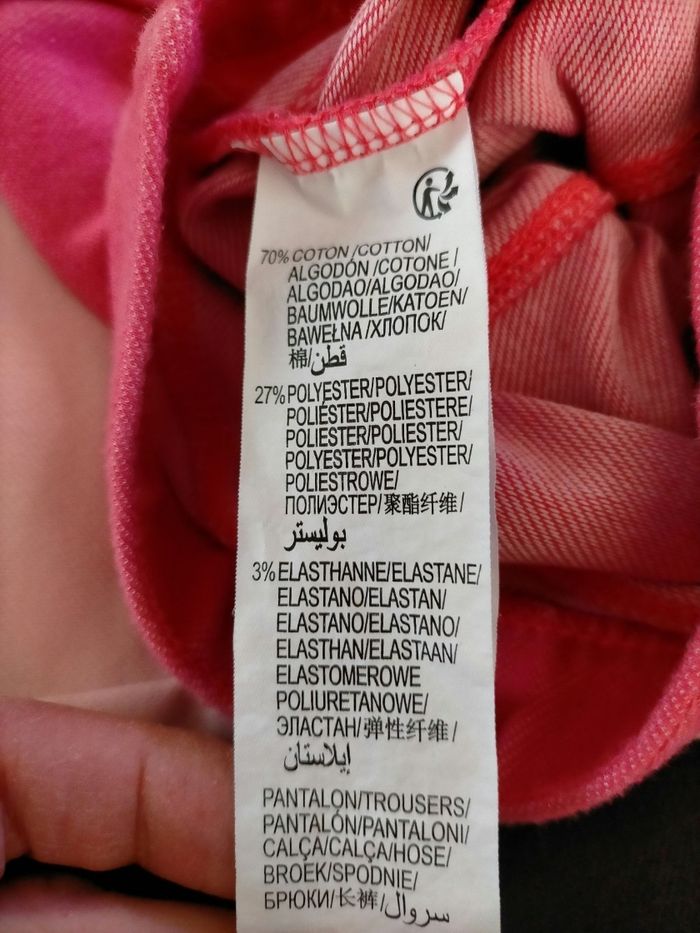 70% COTON /COTTON/
ALGODÓN /COTONE /
ALGODAO/ALGODAO/
BAUMWOLLE/KATOEN/
BAWEŁNA /ХЛОПОК/
棉/قطن
27% POLYESTER/POLYESTER/
POLIÉSTER/POLIESTERE/
POLIESTER/POLIESTER/
POLYESTER/POLYESTER/
POLIESTROWE/
ПОЛИЭСТЕР/聚酯纤维/
بوليستر
3% ELASTHANNE/ELASTANE/
ELASTANO/ELASTAN/
ELASTANO/ELASTANO/
ELASTHAN/ELASTAAN/
ELASTOMEROWE
POLIURETANOWE/
ЭЛАСТАН/弹性纤维/
إيلاستان
PANTALON/TROUSERS/
PANTALÓN/PANTALONI/
CALÇA/CALÇA/HOSE/
BROEK/SPODNIE/
БРЮКИ/长裤/سروال